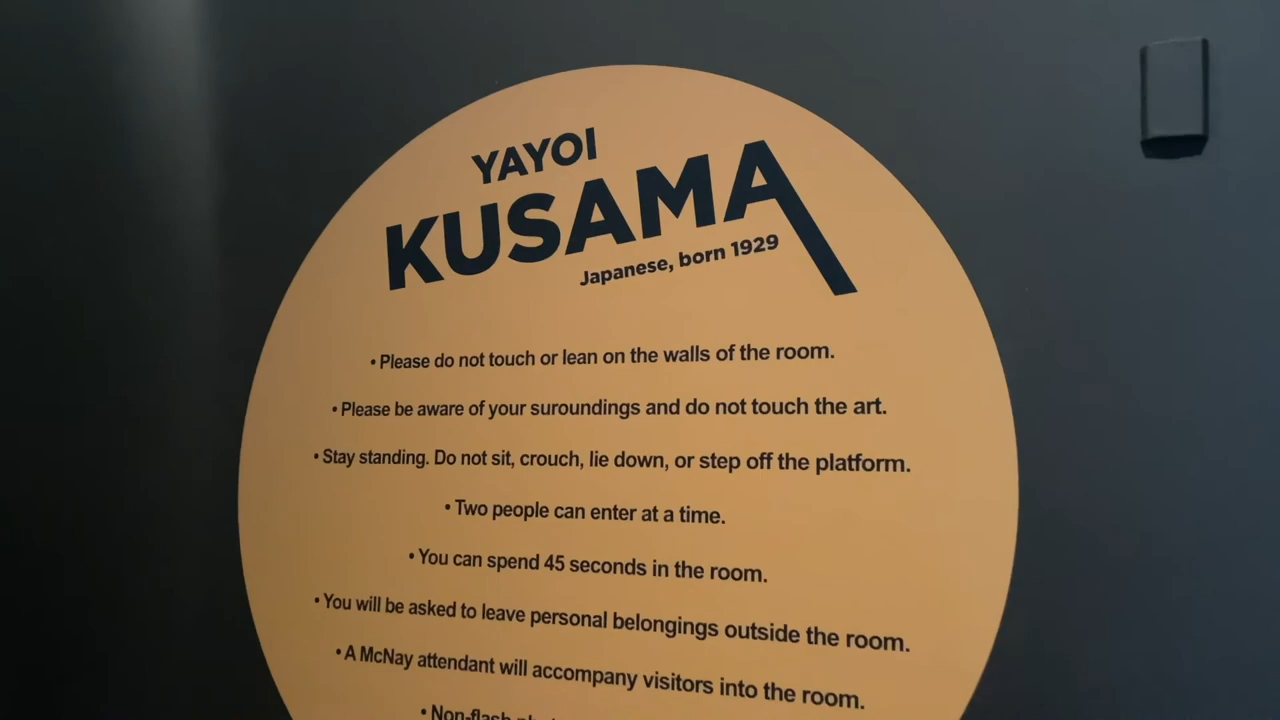 YAYOI
KUSAMA
Japanese, born 1929
• Please do not touch or lean on the walls of the room.
• Please be aware of your suroundings and do not touch the art.
• Stay standing. Do not sit, crouch, lie down, or step off the platform.
• Two people can enter at a time.
• You can spend 45 seconds in the room.
• You will be asked to leave personal belongings outside the room.
• A McNay attendant will accompany visitors into the room.
• Non-flash